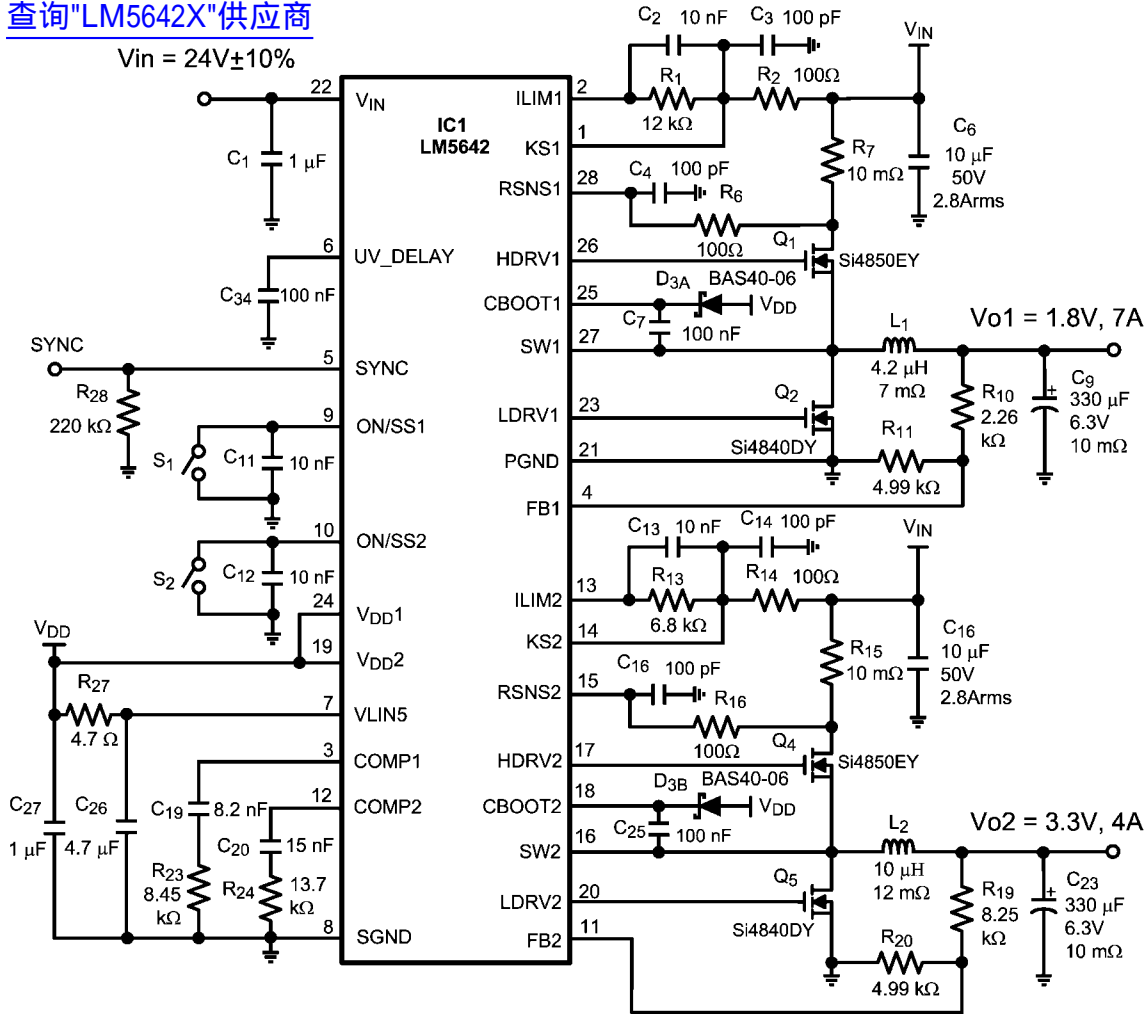 查询"LM5642X"供应商
Vin = 24V±10%
22
VIN
C1
1 µF
6
UV_DELAY
C34
100 nF
SYNC
5
SYNC
R28
220 kΩ
9
ON/SS1
S1
C11
10 nF
10
ON/SS2
S2
C12
10 nF
24
VDD1
VDD
19
VDD2
R27
4.7 Ω
7
VLIN5
3
COMP1
12
COMP2
C27
1 µF
C26
4.7 µF
C19
8.2 nF
C20
15 nF
R23
8.45
kΩ
R24
13.7
kΩ
8
SGND
IC1
LM5642
ILIM1
2
KS1
1
RSNS1
28
HDRV1
26
CBOOT1
25
SW1
27
LDRV1
23
PGND
21
FB1
4
ILIM2
13
KS2
14
RSNS2
15
HDRV2
17
CBOOT2
18
SW2
16
LDRV2
20
FB2
11
C2
10 nF
C3
100 pF
R1
12 kΩ
R2
100Ω
VIN
C6
10 µF
50V
2.8Arms
R7
10 mΩ
C4
100 pF
R6
100Ω
Q1
Si4850EY
D3A
BAS40-06
VDD
C7
100 nF
L1
4.2 µH
7 mΩ
Vo1 = 1.8V, 7A
Q2
Si4840DY
R10
2.26
kΩ
R11
4.99 kΩ
C9
+
330 µF
6.3V
10 mΩ
C13
10 nF
C14
100 pF
R13
6.8 kΩ
R14
100Ω
VIN
C16
10 µF
50V
2.8Arms
R15
10 mΩ
C16
100 pF
R16
100Ω
Q4
Si4850EY
D3B
BAS40-06
VDD
C25
100 nF
L2
10 µH
12 mΩ
Vo2 = 3.3V, 4A
Q5
Si4840DY
R19
8.25
kΩ
R20
4.99 kΩ
C23
+
330 µF
6.3V
10 mΩ